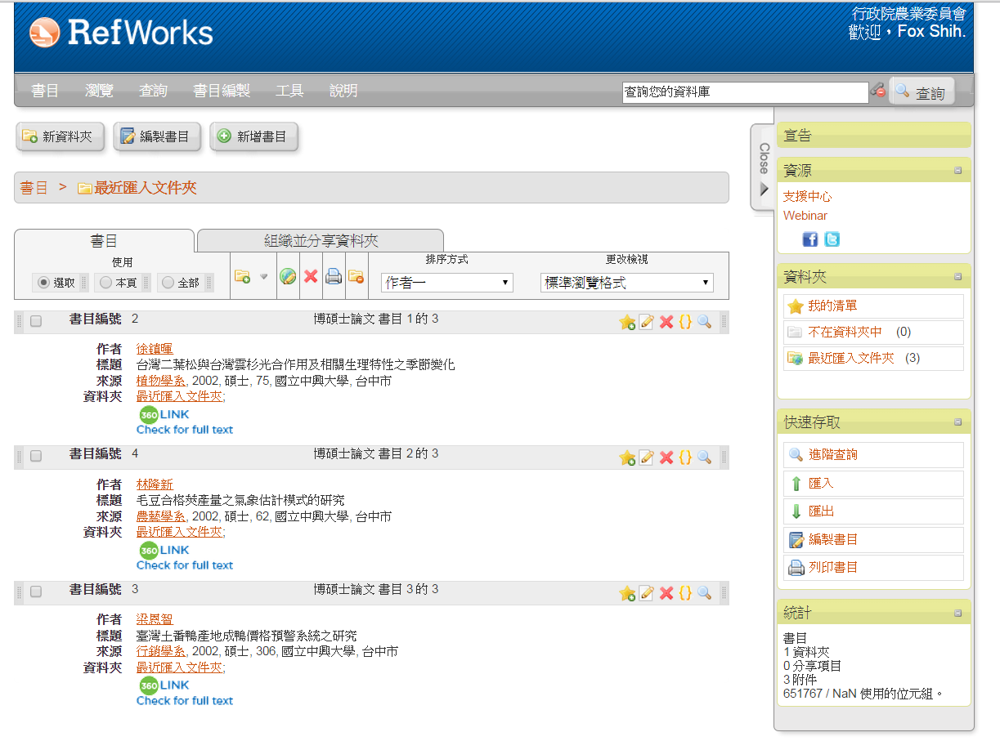 RefWorks
行政院農業委員會
歡迎，Fox Shih.
書目 瀏覽 查詢 書目編製 工具 說明
查詢您的資料庫
查詢
新資料夾 編製書目 新增書目
書目 > 最近匯入文件夾
書目 組織並分享資料夾
使用
選取 本頁 全部
排序方式
作者一
更改檢視
標準瀏覽格式
書目編號 2 博碩士論文 書目 1 的 3
作者 徐鎮暉
標題 台灣二葉松與台灣雲杉光合作用及相關生理特性之季節變化
來源 植物學系, 2002, 碩士, 75, 國立中興大學, 台中市
資料夾 最近匯入文件夾;
360 LINK
Check for full text
書目編號 4 博碩士論文 書目 2 的 3
作者 林隆新
標題 毛豆合格莢產量之氣象估計模式的研究
來源 農藝學系, 2002, 碩士, 62, 國立中興大學, 台中市
資料夾 最近匯入文件夾;
360 LINK
Check for full text
書目編號 3 博碩士論文 書目 3 的 3
作者 梁恩智
標題 臺灣土番鴨產地成鴨價格預警系統之研究
來源 行銷學系, 2002, 碩士, 306, 國立中興大學, 台中市
資料夾 最近匯入文件夾;
360 LINK
Check for full text
Close
宣告
資源
支援中心
Webinar
資料夾
我的清單
不在資料夾中 (0)
最近匯入文件夾 (3)
快速存取
進階查詢
匯入
匯出
編製書目
列印書目
統計
書目
1 資料夾
0 分享項目
3 附件
651767 / NaN 使用的位元組。